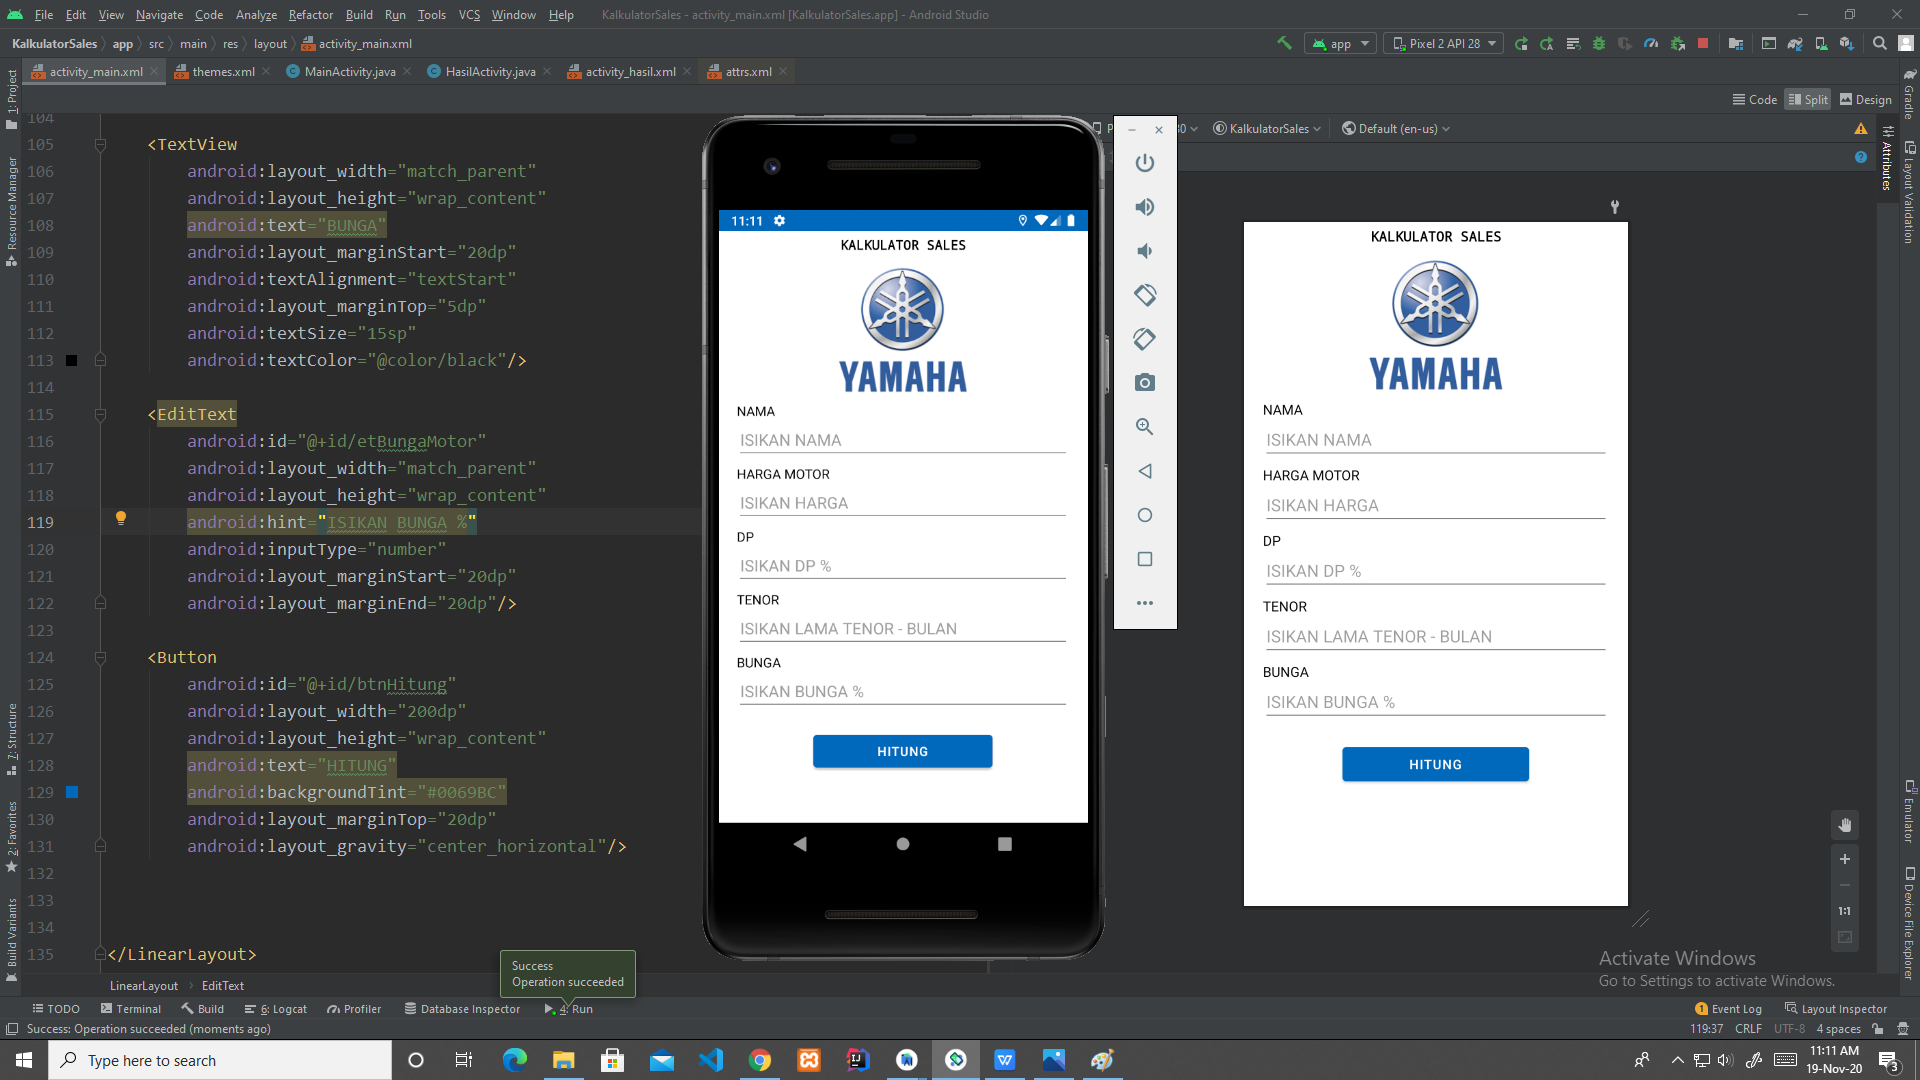 File Edit View Navigate Code Analyze Refactor Build Run Tools VCS Window Help KalkulatorSales - activity_main.xml [KalkulatorSales.app] - Android Studio
KalkulatorSales app src main res layout activity_main.xml
app Pixel 2 API 28
activity_main.xml themes.xml MainActivity.java HasilActivity.java activity_hasil.xml attrs.xml
Code Split Design
KalkulatorSales Default (en-us)
1: Project
Resource Manager
7: Structure
2: Favorites
Build Variants
104
105 <TextView
106 android:layout_width="match_parent"
107 android:layout_height="wrap_content"
108 android:text="BUNGA"
109 android:layout_marginStart="20dp"
110 android:textAlignment="textStart"
111 android:layout_marginTop="5dp"
112 android:textSize="15sp"
113 android:textColor="@color/black"/>
114
115 <EditText
116 android:id="@+id/etBungaMotor"
117 android:layout_width="match_parent"
118 android:layout_height="wrap_content"
119 android:hint="ISIKAN BUNGA %"
120 android:inputType="number"
121 android:layout_marginStart="20dp"
122 android:layout_marginEnd="20dp"/>
123
124 <Button
125 android:id="@+id/btnHitung"
126 android:layout_width="200dp"
127 android:layout_height="wrap_content"
128 android:text="HITUNG"
129 android:backgroundTint="#0069BC"
130 android:layout_marginTop="20dp"
131 android:layout_gravity="center_horizontal"/>
132
133
134
135 </LinearLayout>
11:11
KALKULATOR SALES
YAMAHA
NAMA
ISIKAN NAMA
HARGA MOTOR
ISIKAN HARGA
DP
ISIKAN DP %
TENOR
ISIKAN LAMA TENOR - BULAN
BUNGA
ISIKAN BUNGA %
HITUNG
KALKULATOR SALES
YAMAHA
NAMA
ISIKAN NAMA
HARGA MOTOR
ISIKAN HARGA
DP
ISIKAN DP %
TENOR
ISIKAN LAMA TENOR - BULAN
BUNGA
ISIKAN BUNGA %
HITUNG
1:1
Gradle
Attributes
Layout Validation
Emulator
Device File Explorer
Activate Windows
Go to Settings to activate Windows.
Success
Operation succeeded
LinearLayout EditText
TODO Terminal Build 6: Logcat Profiler Database Inspector 4: Run 1 Event Log Layout Inspector
Success: Operation succeeded (moments ago) 119:37 CRLF UTF-8 4 spaces
Type here to search
11:11 AM
19-Nov-20
3